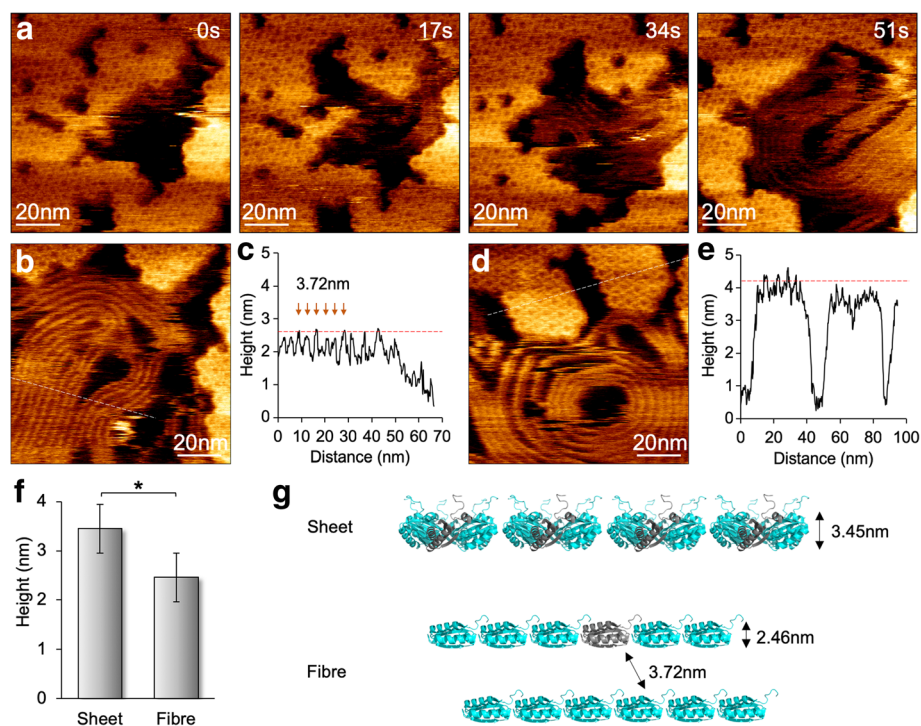 a
0s
17s
34s
51s
20nm
20nm
20nm
20nm
b
20nm
c
3.72nm
Height (nm)
5
4
3
2
1
0
0 10 20 30 40 50 60 70
Distance (nm)
d
20nm
e
Height (nm)
5
4
3
2
1
0
0 20 40 60 80 100
Distance (nm)
f
*
Height (nm)
4
3
2
1
0
Sheet Fibre
g
Sheet
3.45nm
2.46nm
Fibre
3.72nm